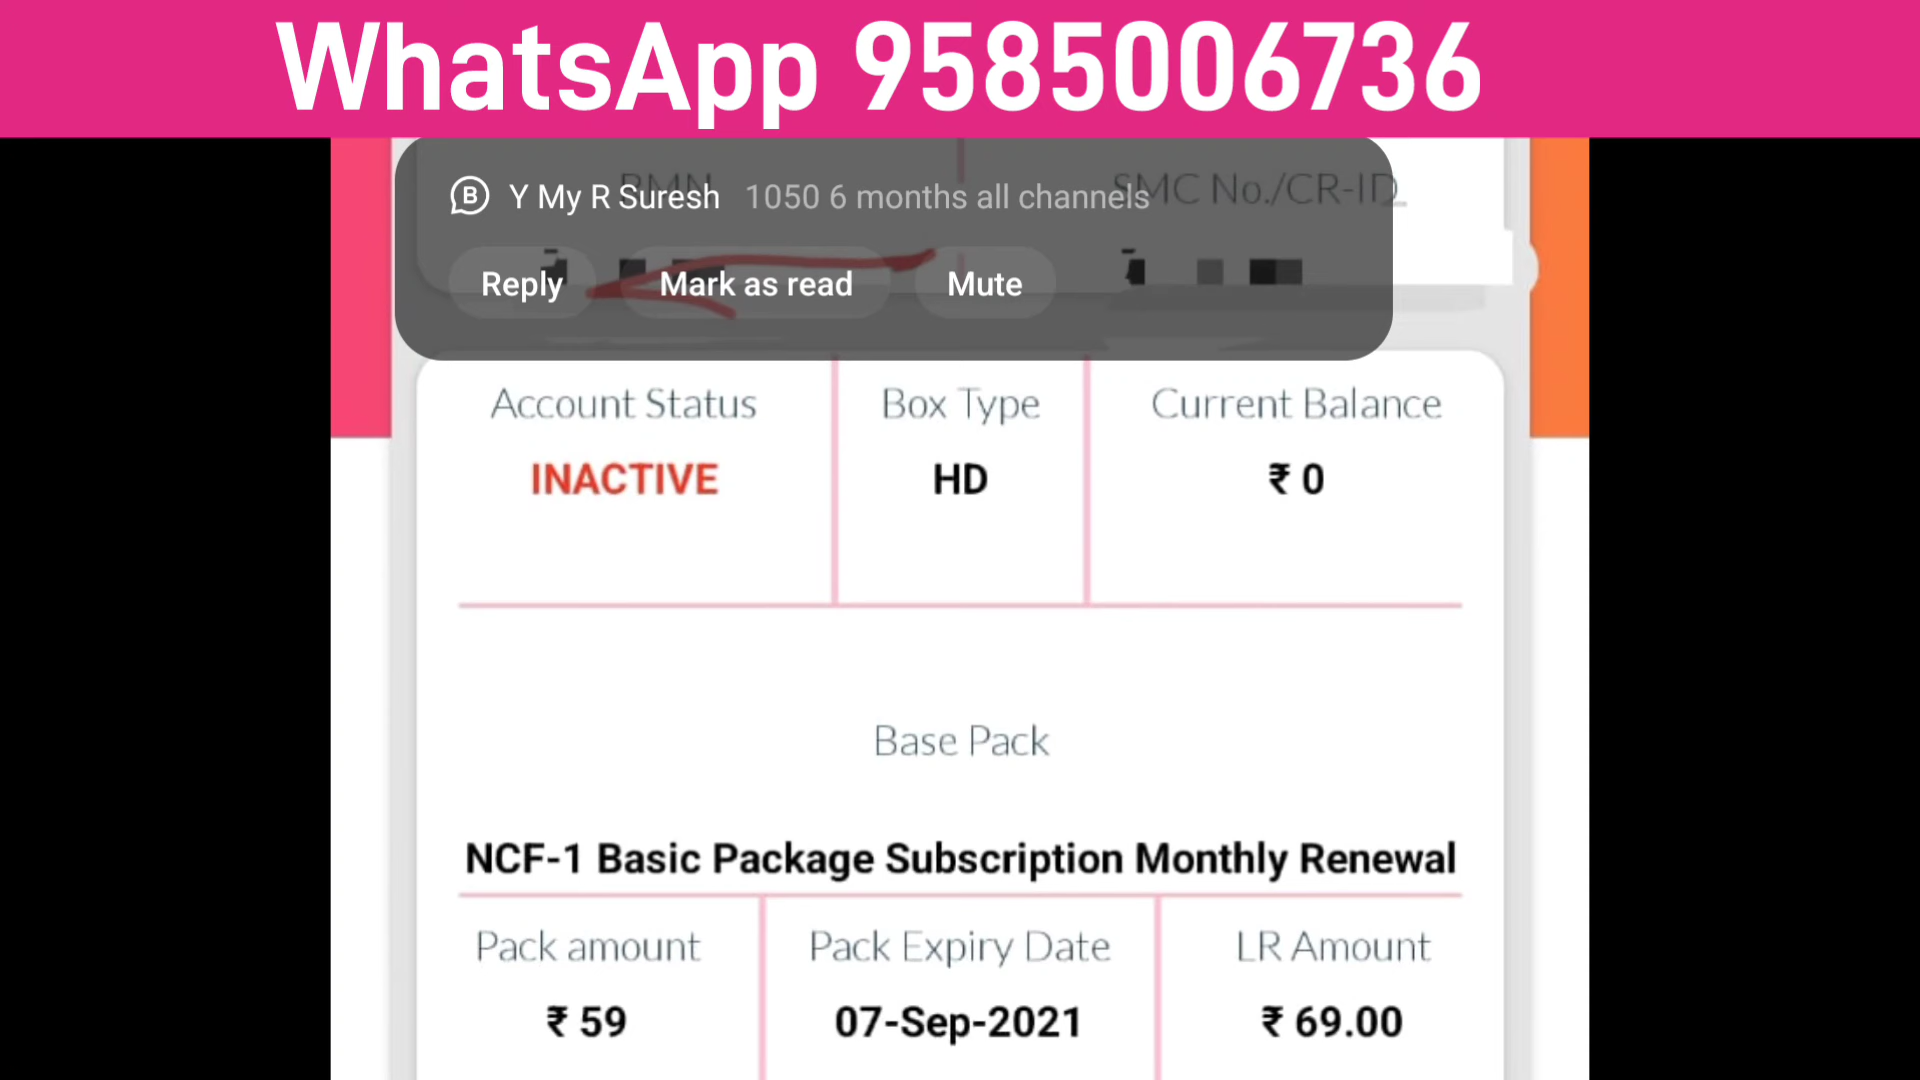 WhatsApp 9585006736
RMN SMC No./CR-ID
Y My R Suresh 1050 6 months all channels
Reply Mark as read Mute
Account Status Box Type Current Balance
INACTIVE HD ₹ 0
Base Pack
NCF-1 Basic Package Subscription Monthly Renewal
Pack amount Pack Expiry Date LR Amount
₹ 59 07-Sep-2021 ₹ 69.00